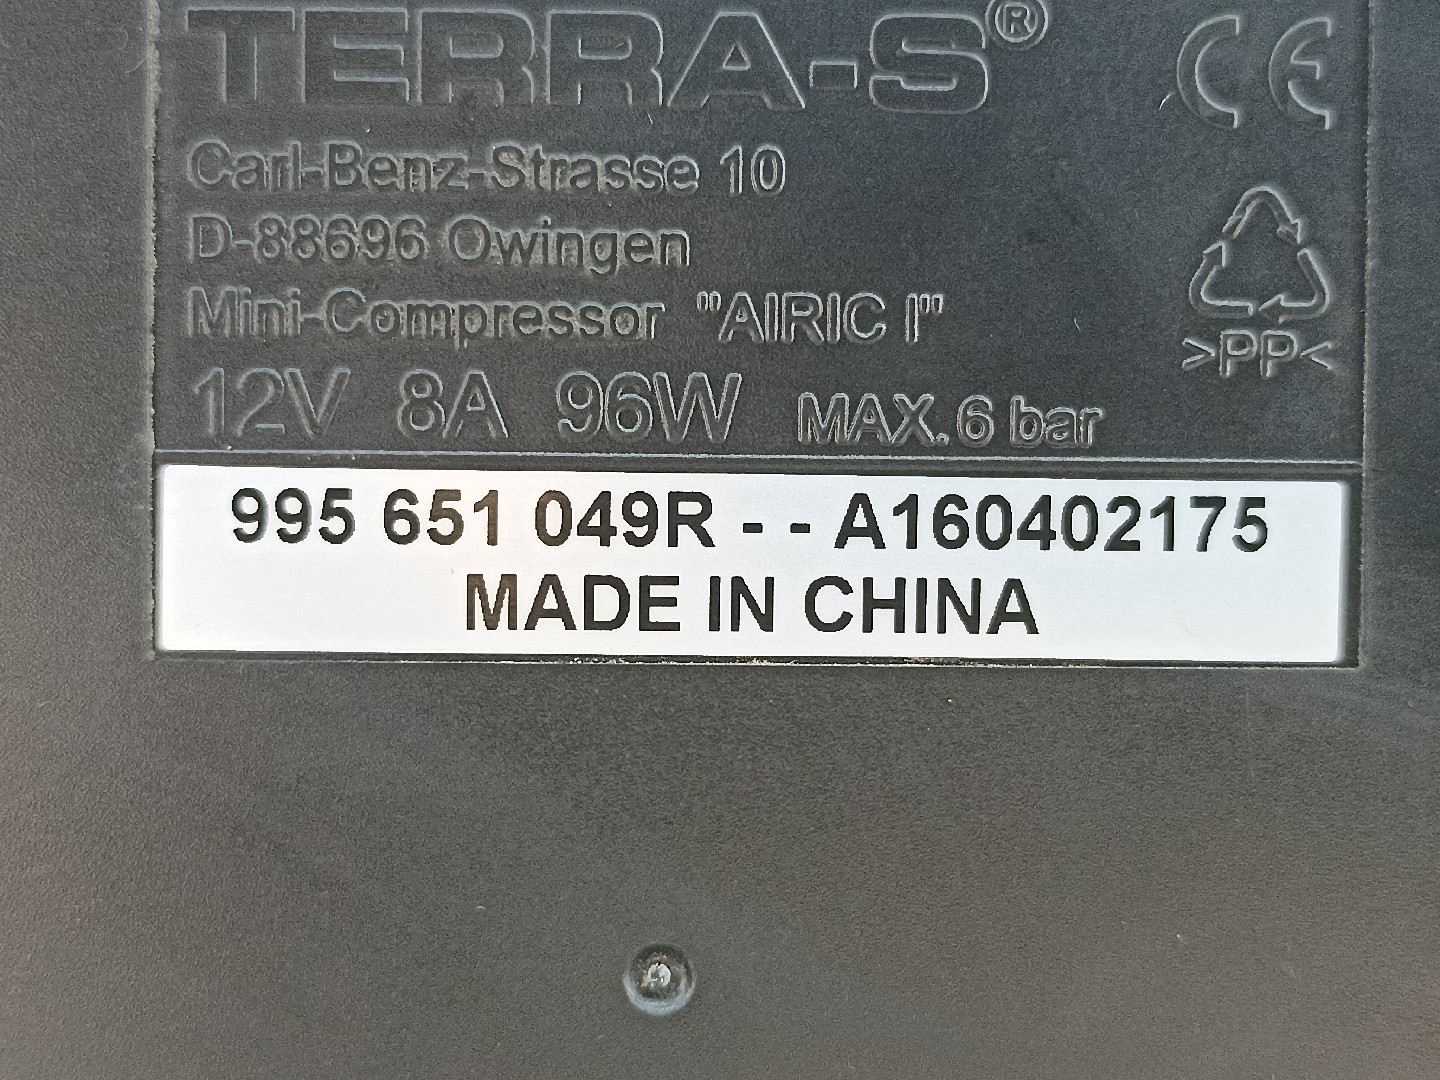 TERRA-S®
CE
Carl-Benz-Strasse 10
D-88696 Owingen
Mini-Compressor "AIRIC I"
>PP<
12V 8A 96W MAX. 6 bar
995 651 049R - - A160402175
MADE IN CHINA